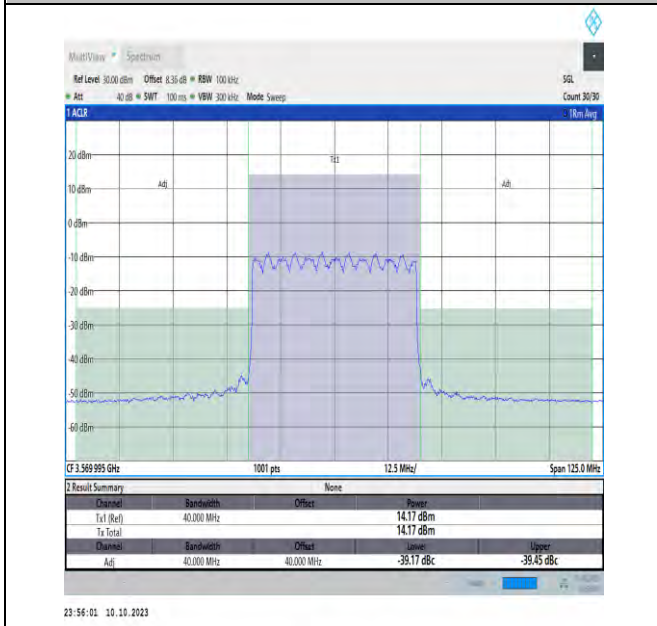 MultiView Spectrum
Ref Level 30.00 dBm Offset 8.35 dB RBW 100 kHz SGL
Att 40 dB SWT 100 ms VBW 300 kHz Mode Sweep Count 30/30
1 ACLR 1Rm Avg
20 dBm
Tx1
10 dBm
Adj Adj
0 dBm
-10 dBm
-20 dBm
-30 dBm
-40 dBm
-50 dBm
-60 dBm
CF 3.569 995 GHz 1001 pts 12.5 MHz/ Span 125.0 MHz
2 Result Summary None
Channel Bandwidth Offset Power
Tx1 (Ref) 40.000 MHz 14.17 dBm
Tx Total 14.17 dBm
Channel Bandwidth Offset Lower Upper
Adj 40.000 MHz 40.000 MHz -39.17 dBc -39.45 dBc
23:56:01 10.10.2023